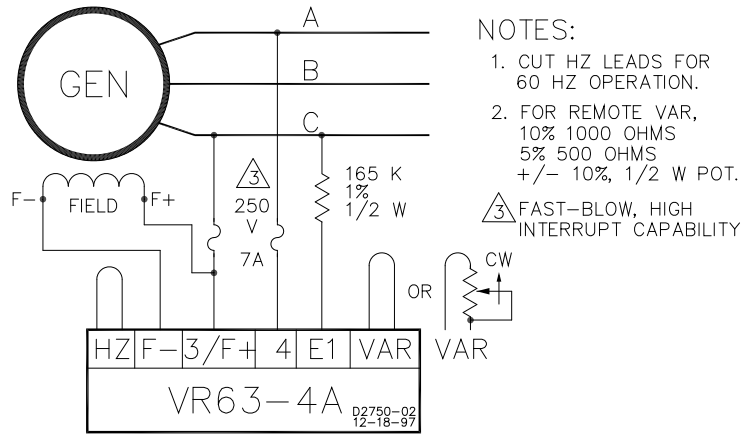 GEN
A
B
C
F-
FIELD
F+
3
250
V
7A
165 K
1%
1/2 W
OR
CW
HZ
F-
3/F+
4
E1
VAR
VAR
VR63-4A
D2750-02
12-18-97
NOTES:
1. CUT HZ LEADS FOR
60 HZ OPERATION.
2. FOR REMOTE VAR,
10% 1000 OHMS
5% 500 OHMS
+/- 10%, 1/2 W POT.
3 FAST-BLOW, HIGH
INTERRUPT CAPABILITY